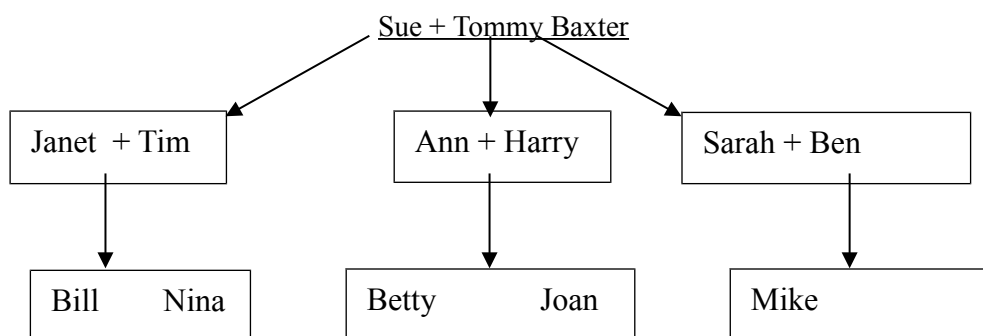 Sue + Tommy Baxter
Janet + Tim Ann + Harry Sarah + Ben
Bill Nina Betty Joan Mike